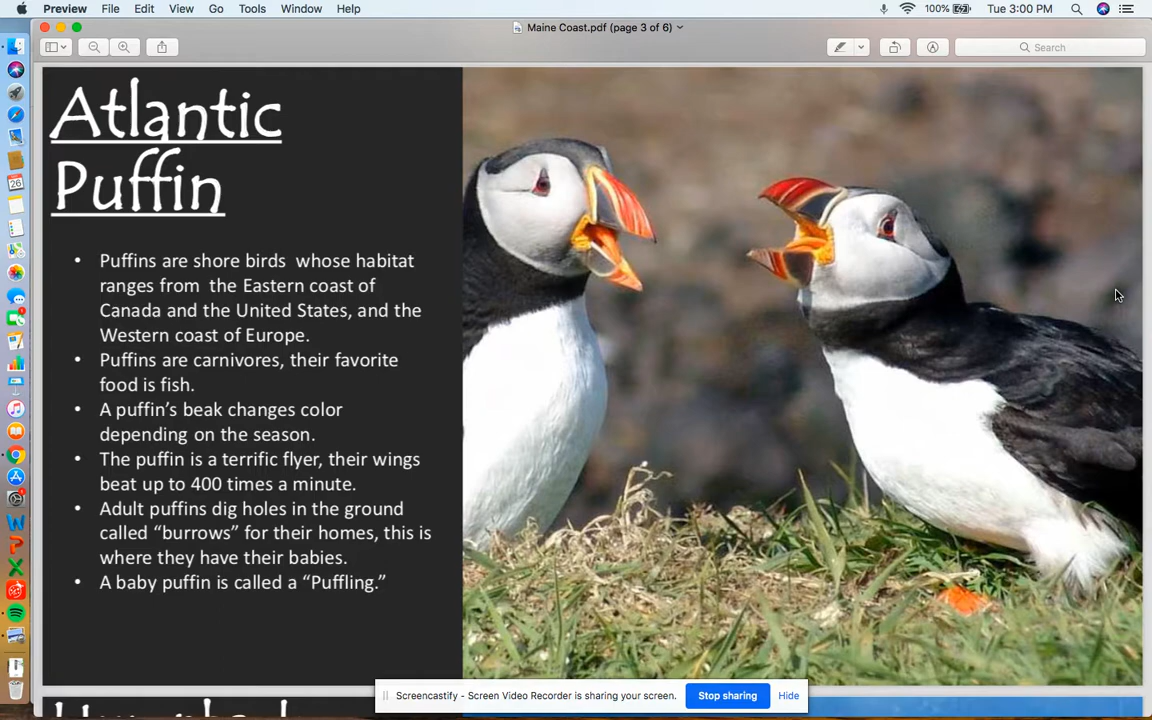 Preview File Edit View Go Tools Window Help 100% Tue 3:00 PM
Maine Coast.pdf (page 3 of 6)
Search
Atlantic
Puffin
• Puffins are shore birds whose habitat
ranges from the Eastern coast of
Canada and the United States, and the
Western coast of Europe.
• Puffins are carnivores, their favorite
food is fish.
• A puffin's beak changes color
depending on the season.
• The puffin is a terrific flyer, their wings
beat up to 400 times a minute.
• Adult puffins dig holes in the ground
called “burrows” for their homes, this is
where they have their babies.
• A baby puffin is called a “Puffling.”
26
Screencastify - Screen Video Recorder is sharing your screen. Stop sharing Hide